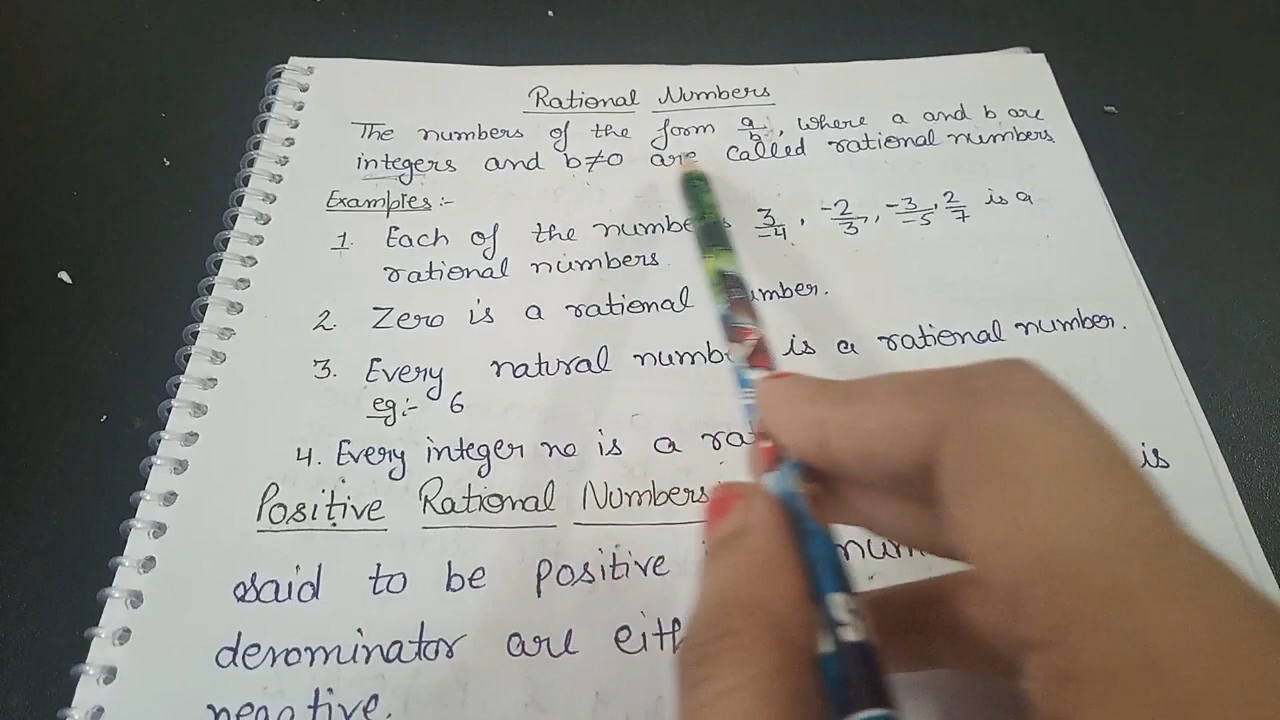 Rational Numbers
The numbers of the form a/b, where a and b are
integers and b≠0 are called rational numbers.
Examples :-
1. Each of the numbers 3/-4, -2/3, -3/-5, 2/7 is a
rational numbers.
2. Zero is a rational number.
3. Every natural number is a rational number.
eg:- 6
4. Every integer no is a
Positive Rational Numbers is
said to be positive
denominator are
negative.